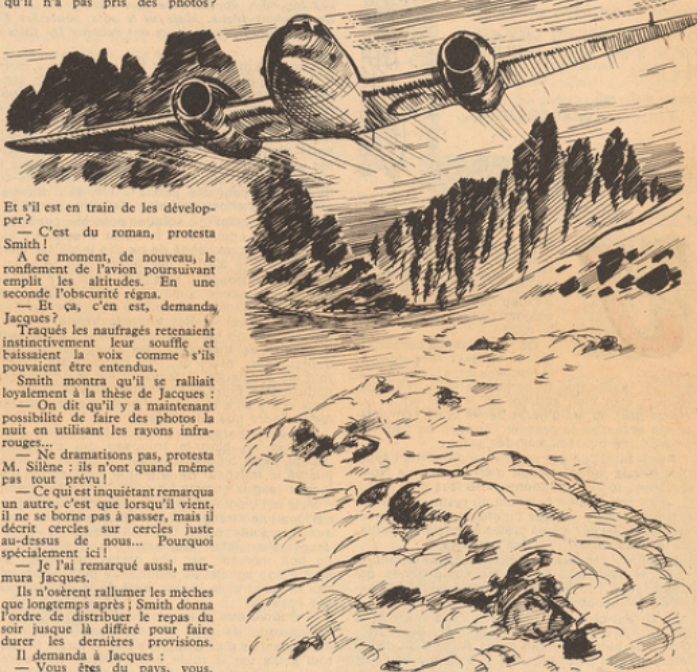 qu'il n'a pas pris des photos?
Et s'il est en train de les dévelop-
per?
— C'est du roman, protesta
Smith!
A ce moment, de nouveau, le
ronflement de l'avion poursuivant
emplit les altitudes. En une
seconde l'obscurité régna.
— Et ça, c'en est, demanda
Jacques?
Traqués les naufragés retenaient
instinctivement leur souffle et
baissaient la voix comme s'ils
pouvaient être entendus.
Smith montra qu'il se ralliait
loyalement à la thèse de Jacques :
— On dit qu'il y a maintenant
possibilité de faire des photos la
nuit en utilisant les rayons infra-
rouges...
— Ne dramatisons pas, protesta
M. Silène : ils n'ont quand même
pas tout prévu!
— Ce qui est inquiétant remarqua
un autre, c'est que lorsqu'il vient,
il ne se borne pas à passer, mais il
décrit cercles sur cercles juste
au-dessus de nous... Pourquoi
spécialement ici!
— Je l'ai remarqué aussi, mur-
mura Jacques.
Ils n'osèrent rallumer les mèches
que longtemps après ; Smith donna
l'ordre de distribuer le repas du
soir jusque là différé pour faire
durer les dernières provisions.
Il demanda à Jacques :
— Vous êtes du pays, vous,